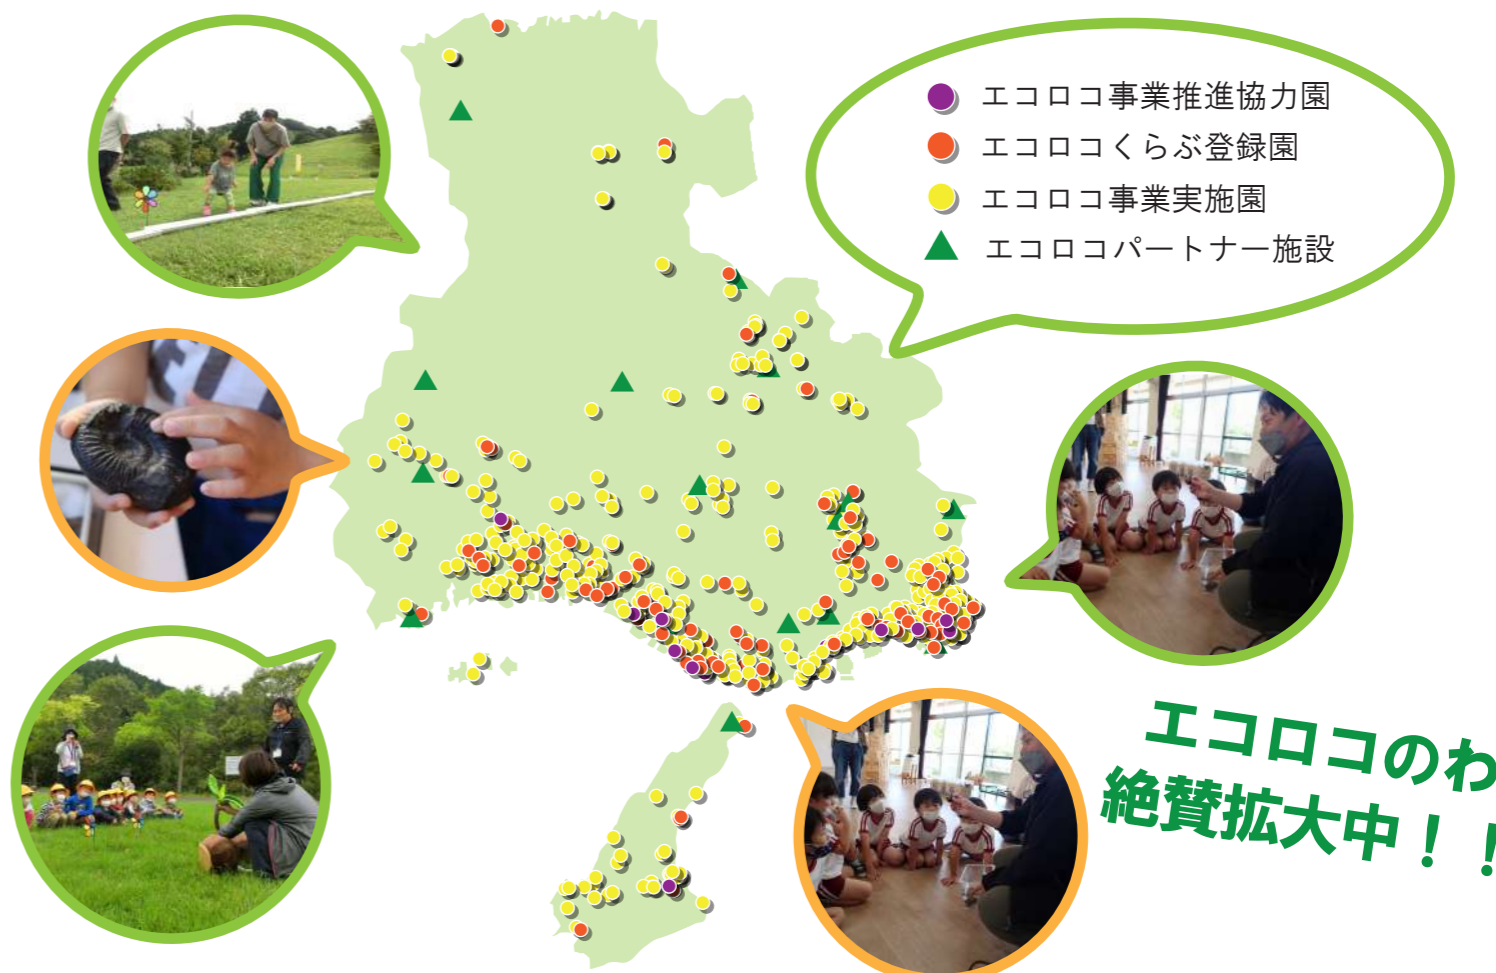 エコロコ事業推進協力園
エコロコくらぶ登録園
エコロコ事業実施園
エコロコパートナー施設
エコロコのわ
絶賛拡大中！！